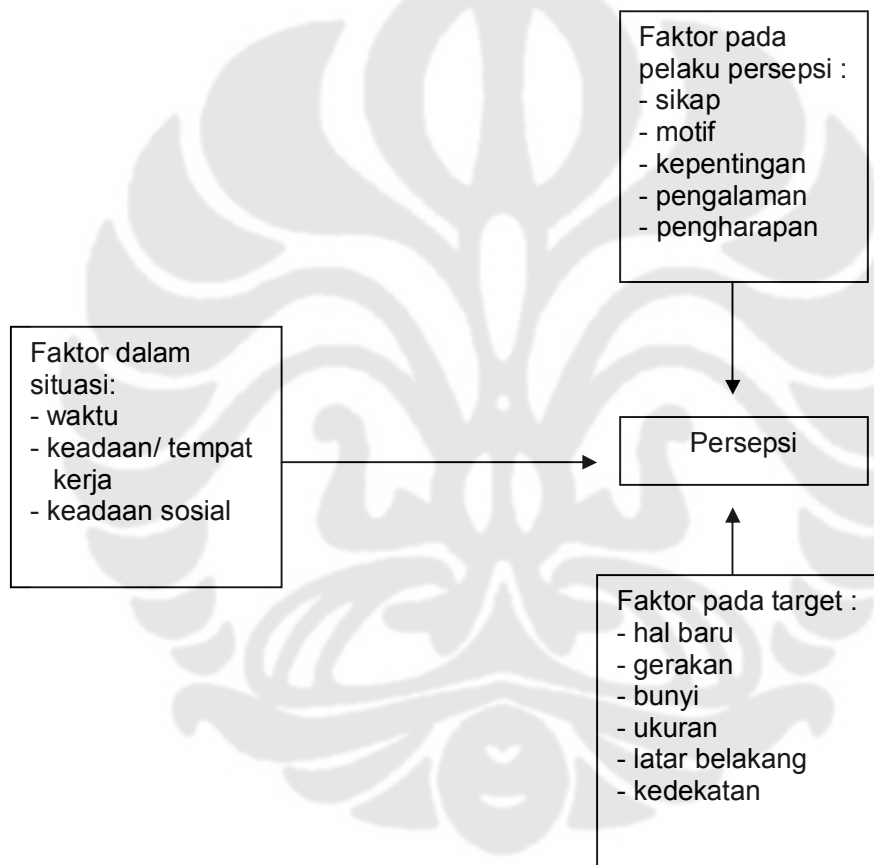 Faktor pada
pelaku persepsi :
- sikap
- motif
- kepentingan
- pengalaman
- pengharapan
Faktor dalam
situasi:
- waktu
- keadaan/ tempat
kerja
- keadaan sosial
Persepsi
Faktor pada target :
- hal baru
- gerakan
- bunyi
- ukuran
- latar belakang
- kedekatan